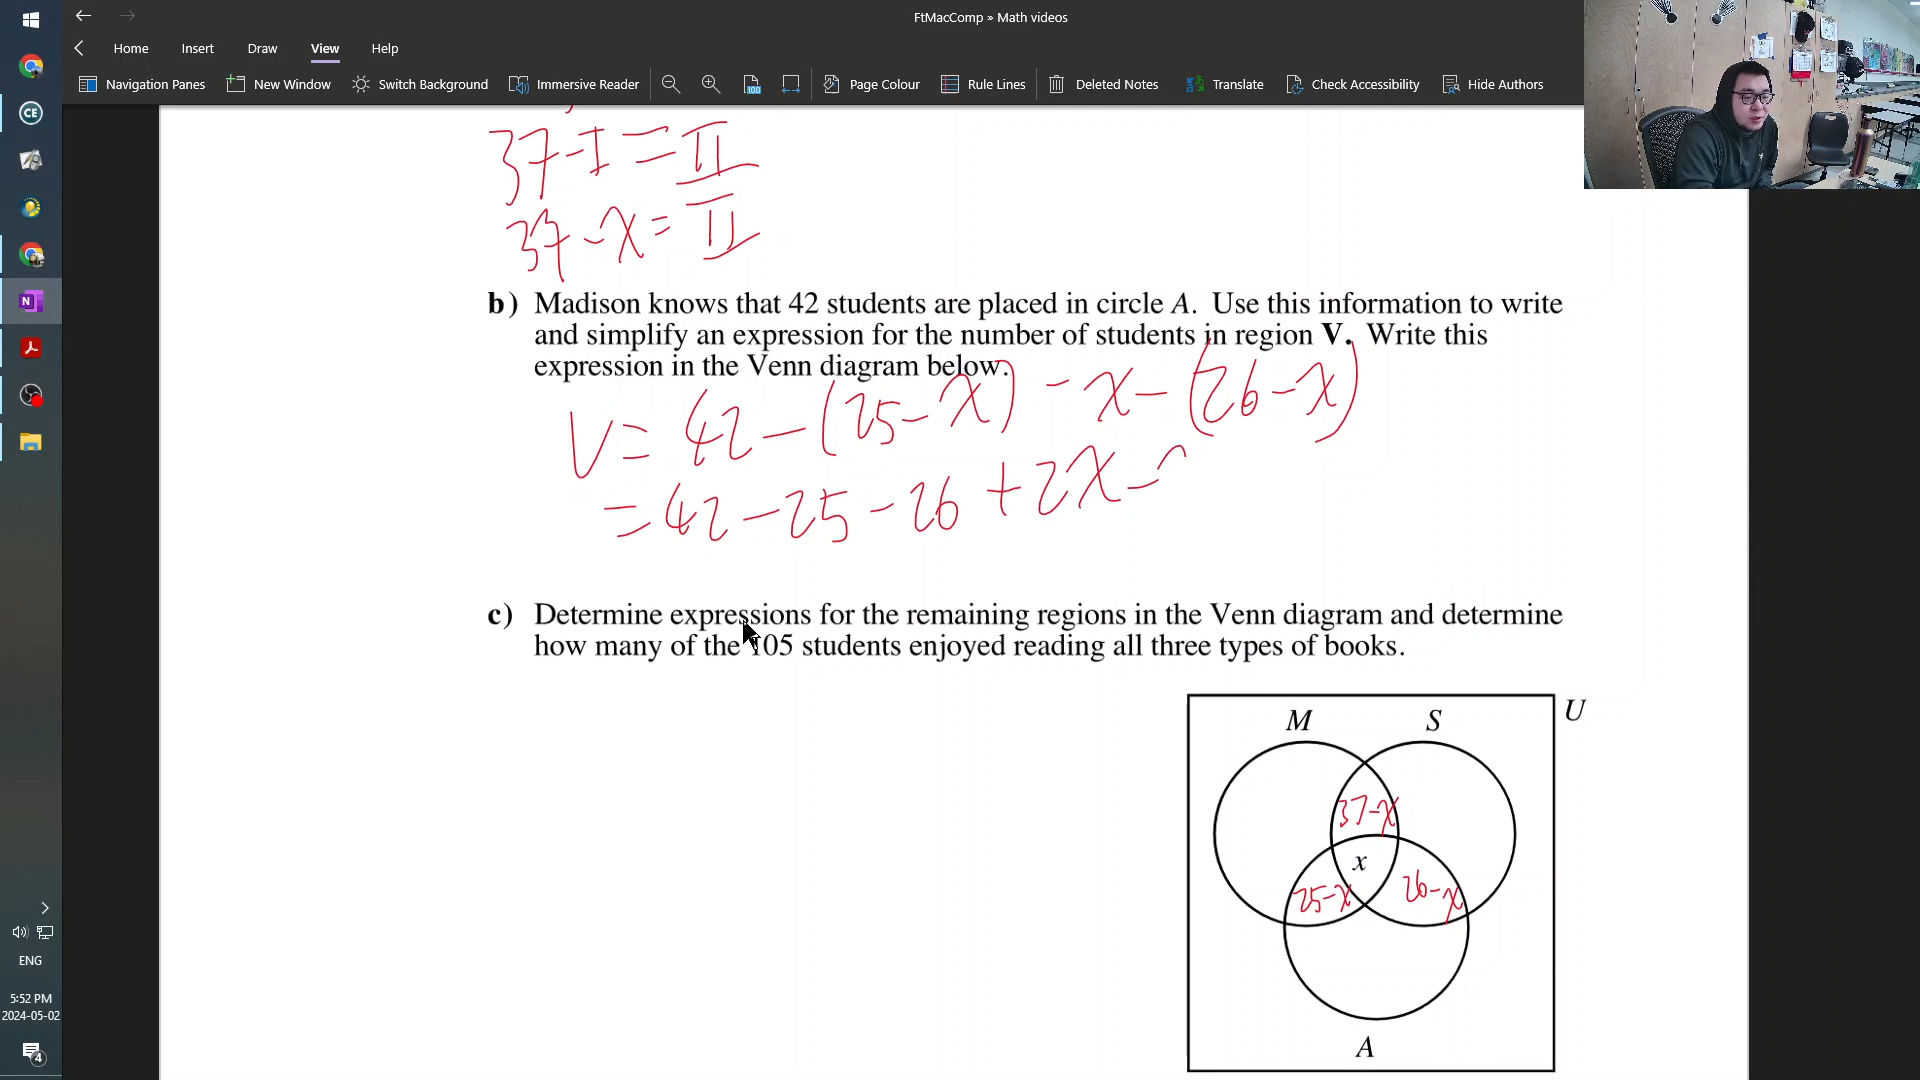 FtMacComp » Math videos
Home Insert Draw View Help
Navigation Panes New Window Switch Background Immersive Reader 100 Page Colour Rule Lines Deleted Notes Translate Check Accessibility Hide Authors
37-I=II
37-x=II
b) Madison knows that 42 students are placed in circle A. Use this information to write
and simplify an expression for the number of students in region V. Write this
expression in the Venn diagram below.
V=42-(25-x)-x-(26-x)
=42-25-26+2x-
c) Determine expressions for the remaining regions in the Venn diagram and determine
how many of the 105 students enjoyed reading all three types of books.
U
M S
37-x
x
25-x 26-x
A
CE
N
ENG
5:52 PM
2024-05-02
4